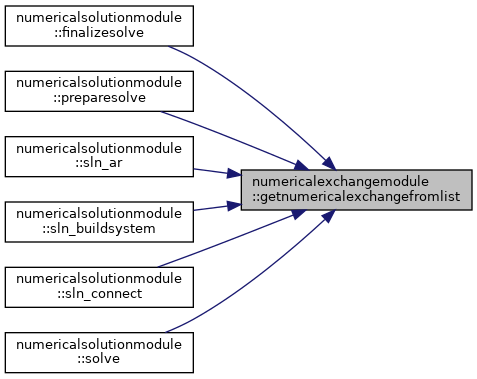 numericalsolutionmodule
::finalizesolve
numericalsolutionmodule
::preparesolve
numericalsolutionmodule
::sln_ar
numericalsolutionmodule
::sln_buildsystem
numericalsolutionmodule
::sln_connect
numericalsolutionmodule
::solve
numericalexchangemodule
::getnumericalexchangefromlist